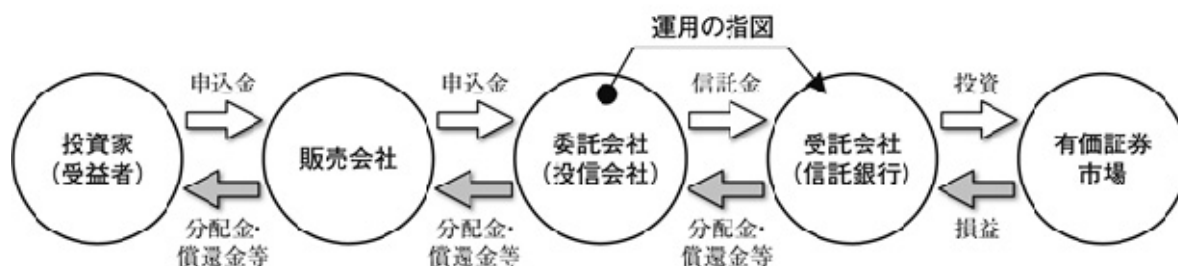 運用の指図
申込金
申込金
信託金
投資
投資家
(受益者)
販売会社
委託会社
(投信会社)
受託会社
(信託銀行)
有価証券
市場
分配金・
償還金等
分配金・
償還金等
分配金・
償還金等
損益